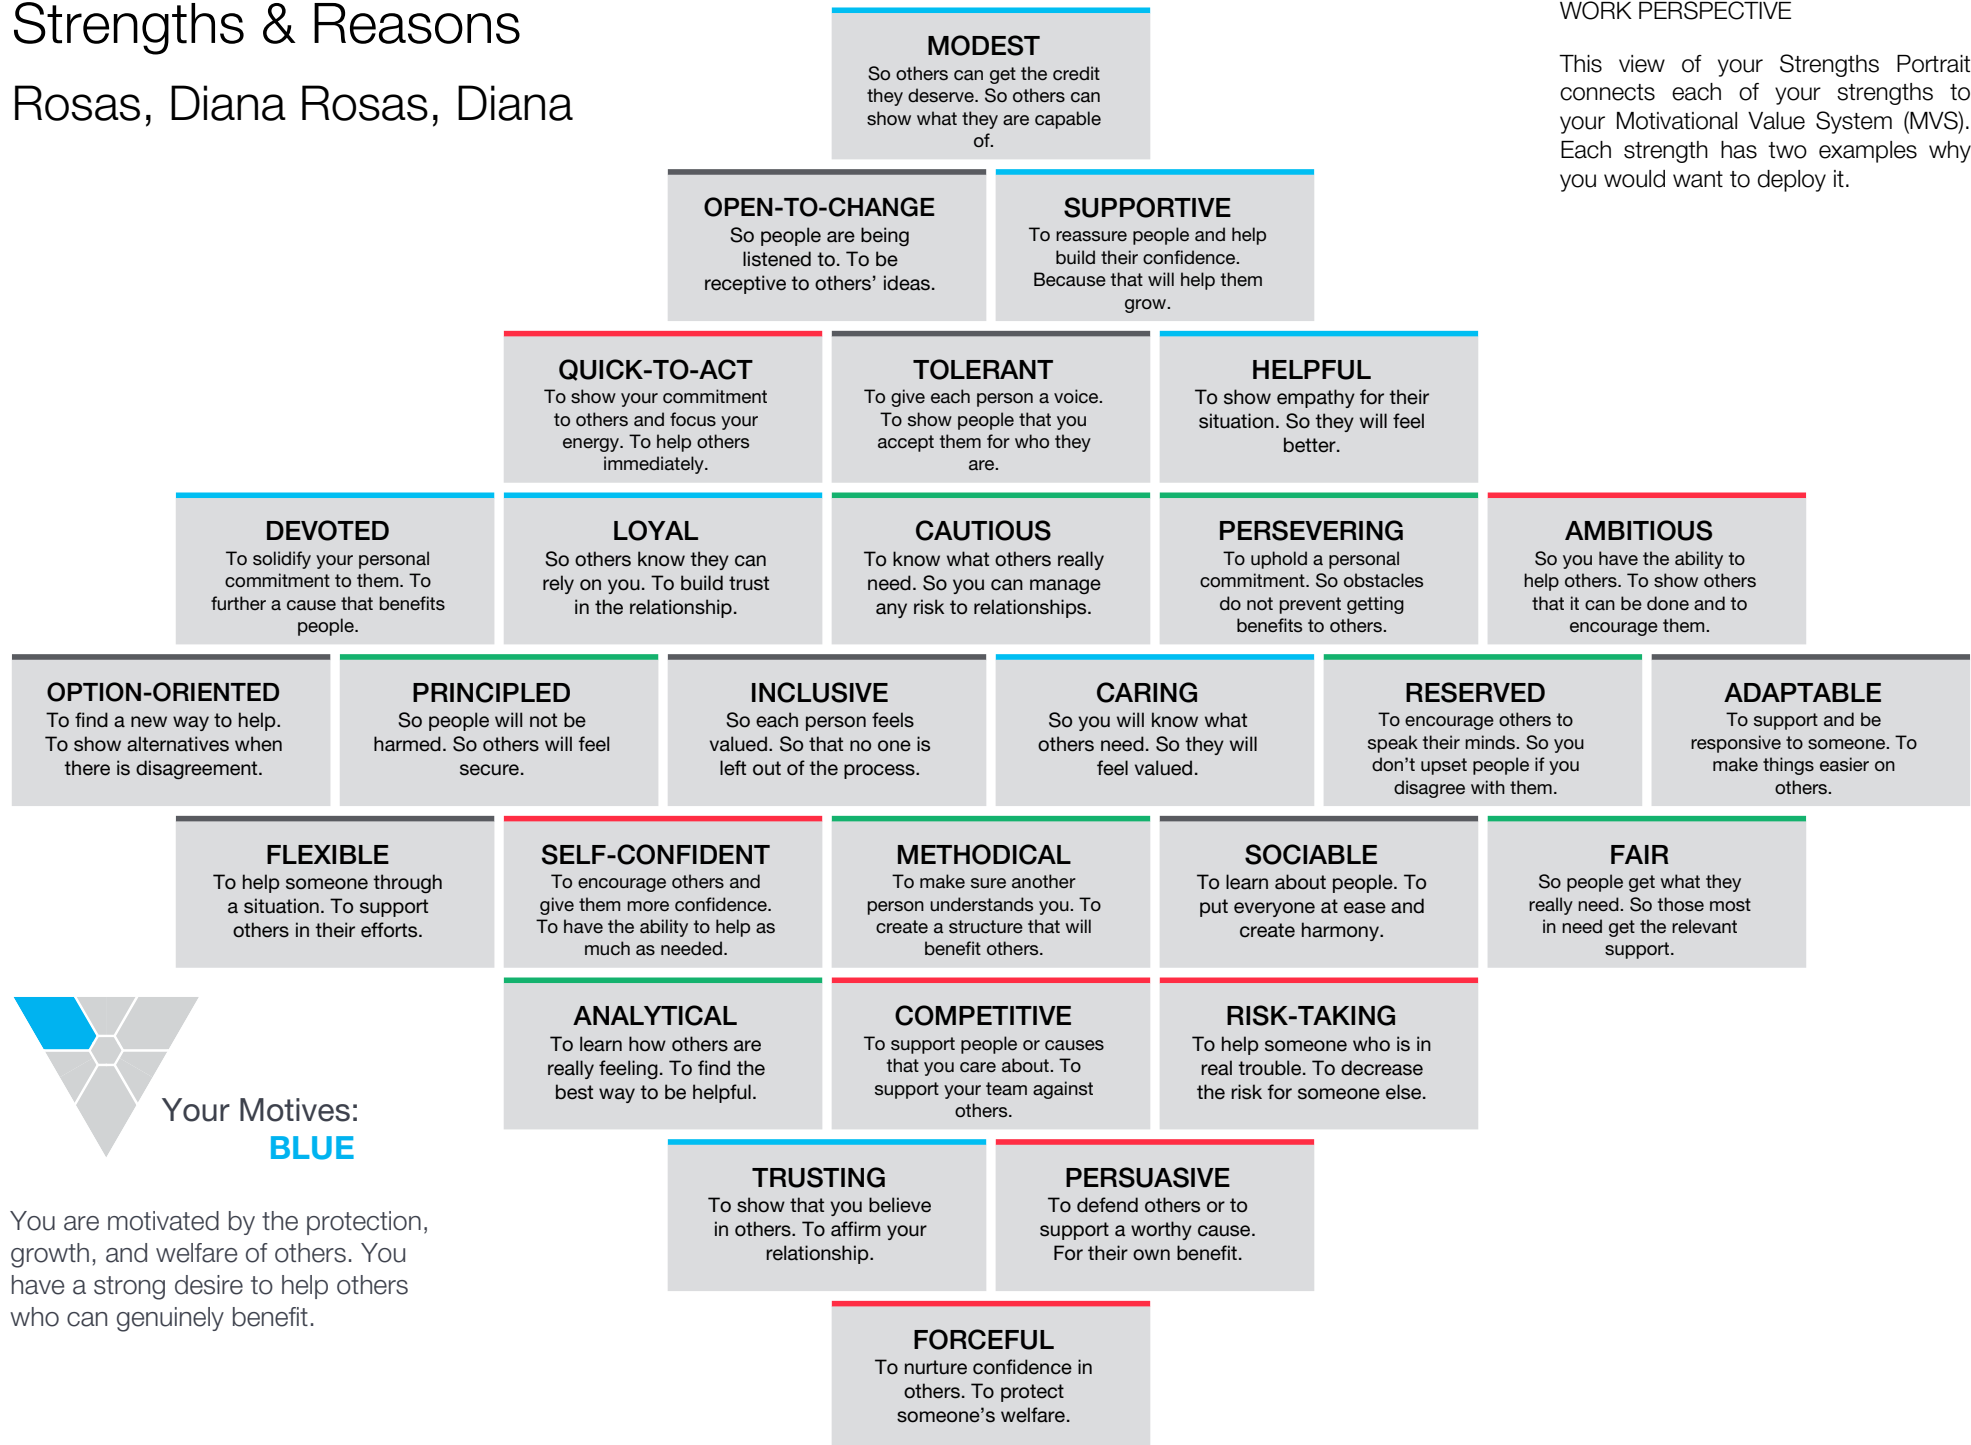 Strengths & Reasons
Rosas, Diana Rosas, Diana
WORK PERSPECTIVE
This view of your Strengths Portrait
connects each of your strengths to
your Motivational Value System (MVS).
Each strength has two examples why
you would want to deploy it.
MODEST
So others can get the credit
they deserve. So others can
show what they are capable
of.
OPEN-TO-CHANGE
So people are being
listened to. To be
receptive to others’ ideas.
SUPPORTIVE
To reassure people and help
build their confidence.
Because that will help them
grow.
QUICK-TO-ACT
To show your commitment
to others and focus your
energy. To help others
immediately.
TOLERANT
To give each person a voice.
To show people that you
accept them for who they
are.
HELPFUL
To show empathy for their
situation. So they will feel
better.
DEVOTED
To solidify your personal
commitment to them. To
further a cause that benefits
people.
LOYAL
So others know they can
rely on you. To build trust
in the relationship.
CAUTIOUS
To know what others really
need. So you can manage
any risk to relationships.
PERSEVERING
To uphold a personal
commitment. So obstacles
do not prevent getting
benefits to others.
AMBITIOUS
So you have the ability to
help others. To show others
that it can be done and to
encourage them.
OPTION-ORIENTED
To find a new way to help.
To show alternatives when
there is disagreement.
PRINCIPLED
So people will not be
harmed. So others will feel
secure.
INCLUSIVE
So each person feels
valued. So that no one is
left out of the process.
CARING
So you will know what
others need. So they will
feel valued.
RESERVED
To encourage others to
speak their minds. So you
don’t upset people if you
disagree with them.
ADAPTABLE
To support and be
responsive to someone. To
make things easier on
others.
FLEXIBLE
To help someone through
a situation. To support
others in their efforts.
SELF-CONFIDENT
To encourage others and
give them more confidence.
To have the ability to help as
much as needed.
METHODICAL
To make sure another
person understands you. To
create a structure that will
benefit others.
SOCIABLE
To learn about people. To
put everyone at ease and
create harmony.
FAIR
So people get what they
really need. So those most
in need get the relevant
support.
ANALYTICAL
To learn how others are
really feeling. To find the
best way to be helpful.
COMPETITIVE
To support people or causes
that you care about. To
support your team against
others.
RISK-TAKING
To help someone who is in
real trouble. To decrease
the risk for someone else.
TRUSTING
To show that you believe
in others. To affirm your
relationship.
PERSUASIVE
To defend others or to
support a worthy cause.
For their own benefit.
FORCEFUL
To nurture confidence in
others. To protect
someone’s welfare.
Your Motives:
BLUE
You are motivated by the protection,
growth, and welfare of others. You
have a strong desire to help others
who can genuinely benefit.